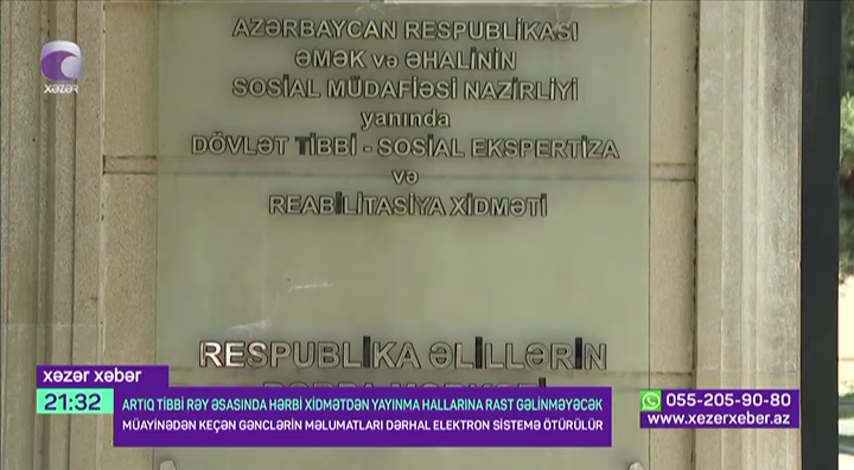 XƏZƏR
AZƏRBAYCAN RESPUBLİKASI
ƏMƏK və ƏHALİNİN
SOSİAL MÜDAFİƏSİ NAZİRLİYİ
yanında
DÖVLƏT TİBBİ - SOSİAL EKSPERTİZA
və
REABİLİTASİYA XİDMƏTİ
RESPUBLİKA ƏLİLLƏRİN
xəzər xəbər
21:32
ARTIQ TİBBİ RƏY ƏSASINDA HƏRBİ XİDMƏTDƏN YAYINMA HALLARINA RAST GƏLİNMƏYƏCƏK
MÜAYİNƏDƏN KEÇƏN GƏNCLƏRİN MƏLUMATLARI DƏRHAL ELEKTRON SİSTEMƏ ÖTÜRÜLÜR
055-205-90-80
www.xezerxeber.az